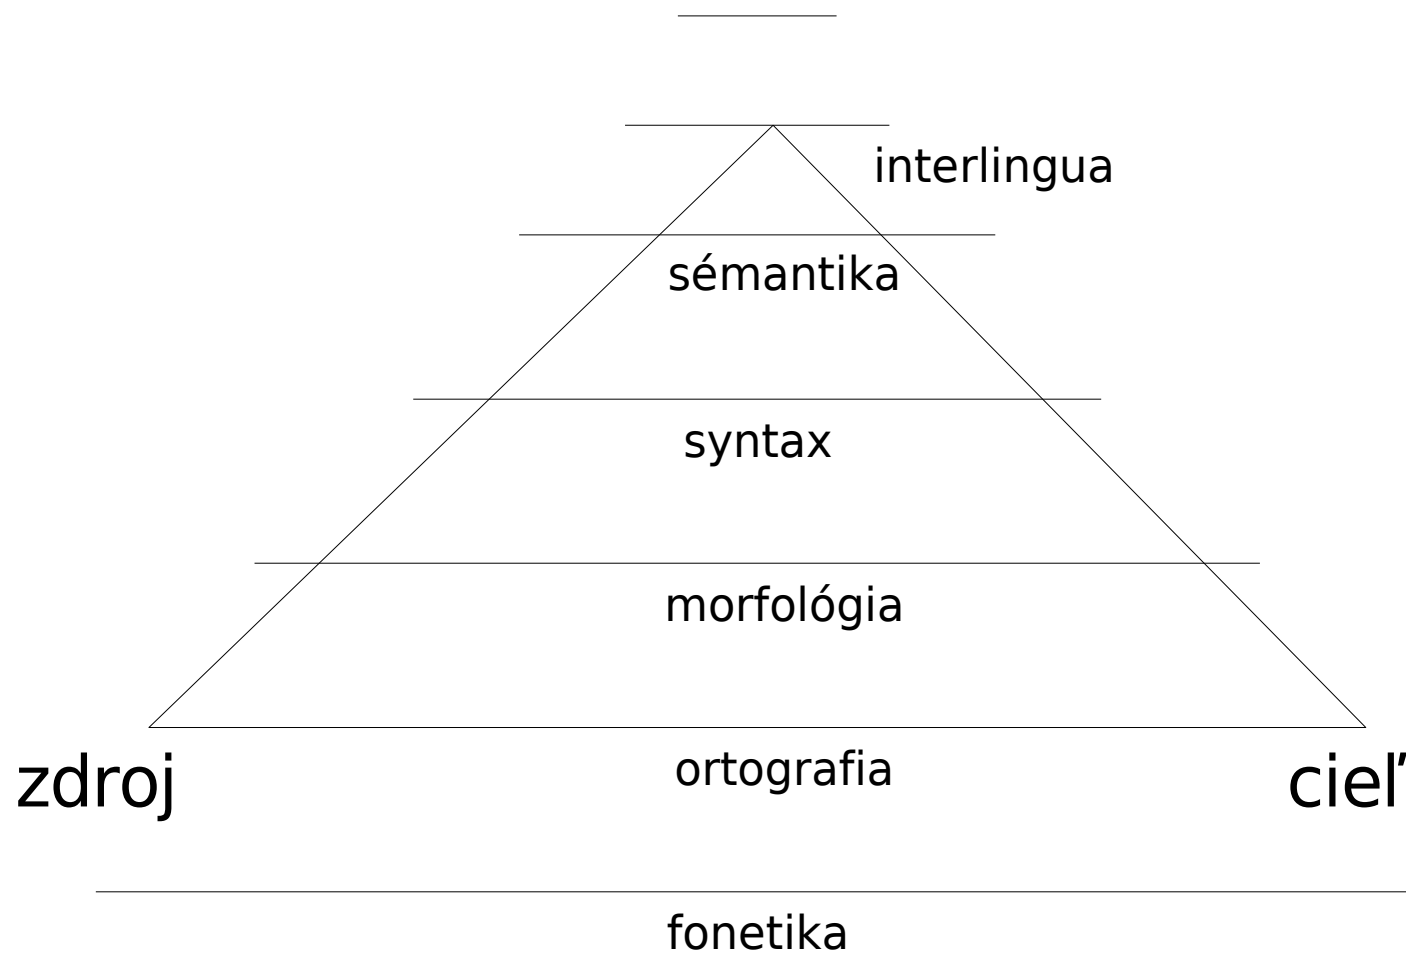 interlingua
sémantika
syntax
morfológia
zdroj
ortografia
cieľ
fonetika